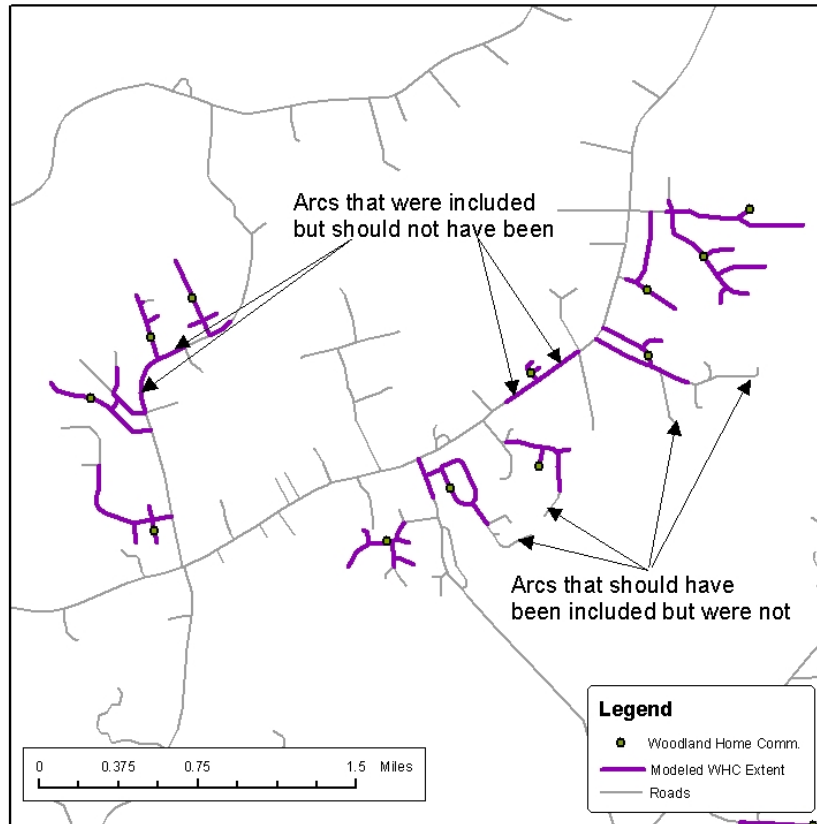 Arcs that were included
but should not have been
Arcs that should have
been included but were not
Legend
Woodland Home Comm.
Modeled WHC Extent
Roads
0 0.375 0.75 1.5 Miles